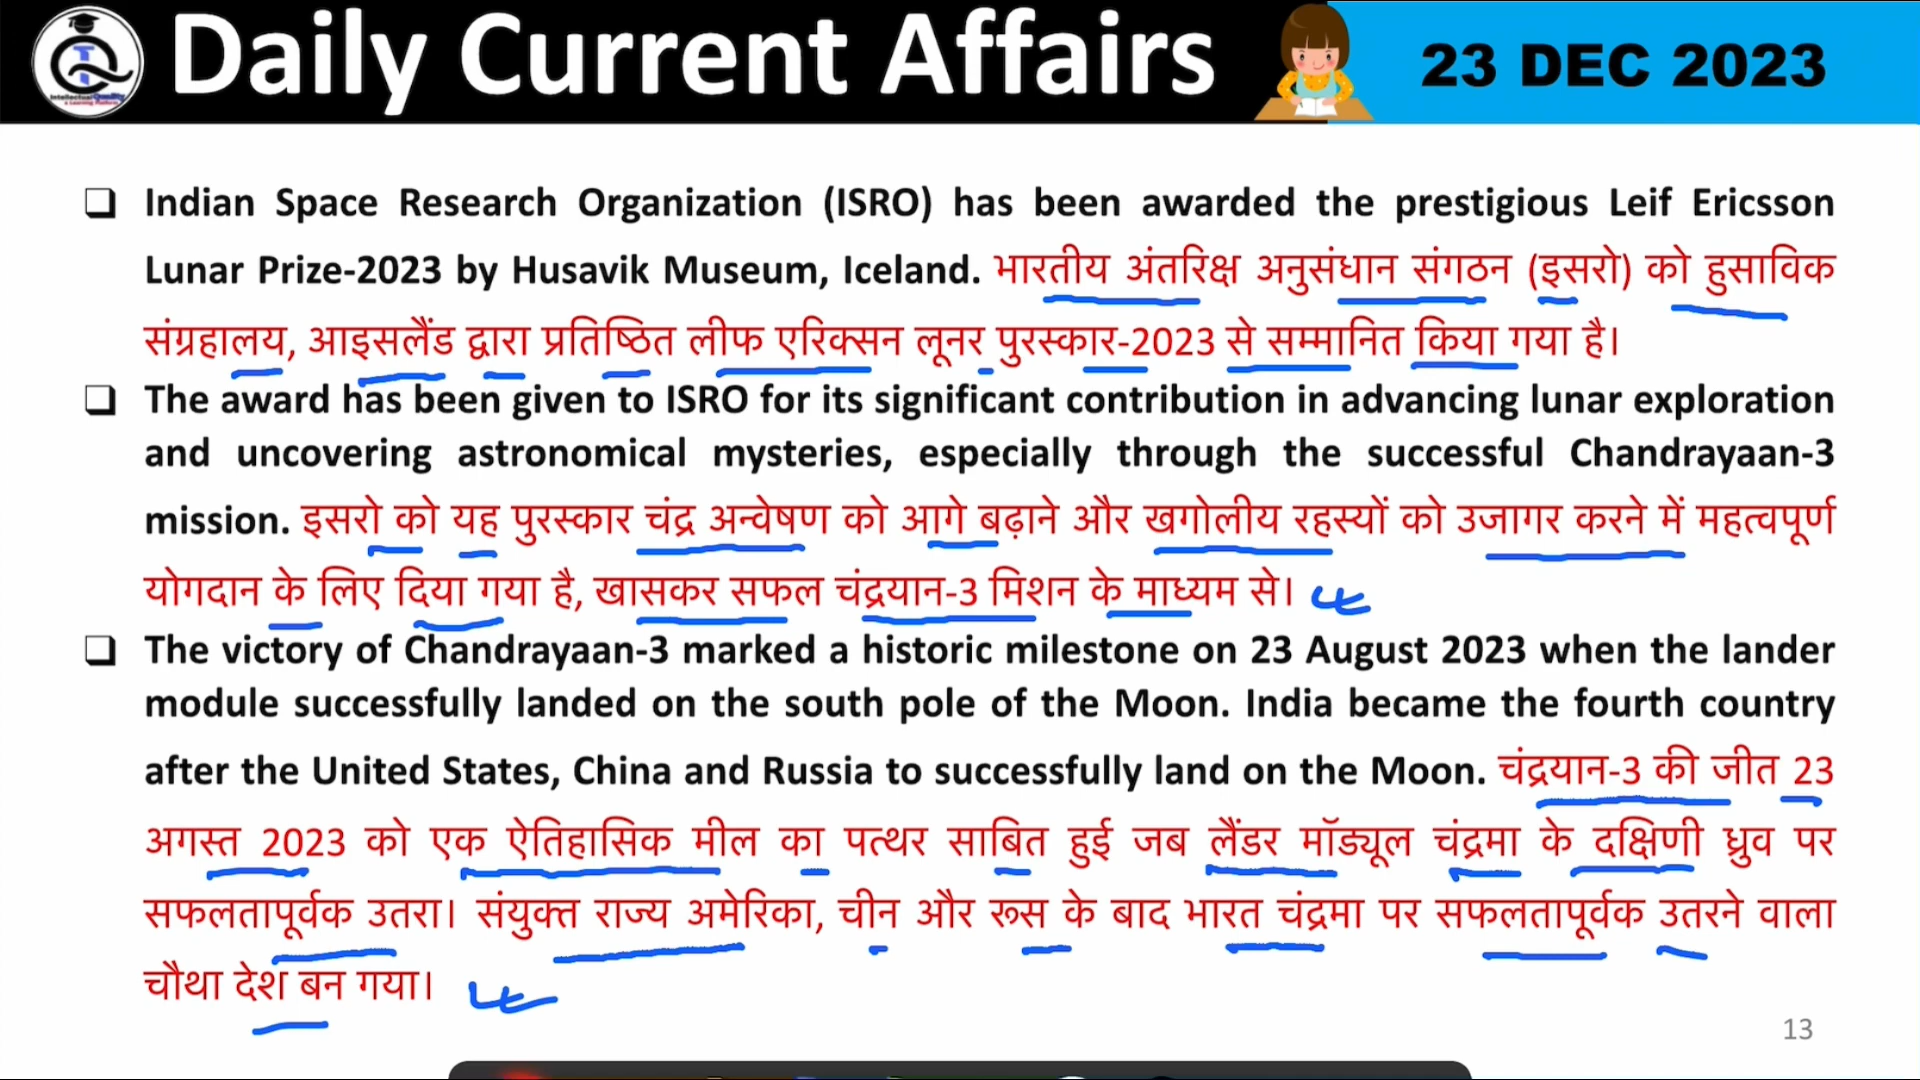 Daily Current Affairs
23 DEC 2023
Indian Space Research Organization (ISRO) has been awarded the prestigious Leif Ericsson
Lunar Prize-2023 by Husavik Museum, Iceland. भारतीय अंतरिक्ष अनुसंधान संगठन (इसरो) को हुसाविक
संग्रहालय, आइसलैंड द्वारा प्रतिष्ठित लीफ एरिक्सन लूनर पुरस्कार-2023 से सम्मानित किया गया है।
The award has been given to ISRO for its significant contribution in advancing lunar exploration
and uncovering astronomical mysteries, especially through the successful Chandrayaan-3
mission. इसरो को यह पुरस्कार चंद्र अन्वेषण को आगे बढ़ाने और खगोलीय रहस्यों को उजागर करने में महत्वपूर्ण
योगदान के लिए दिया गया है, खासकर सफल चंद्रयान-3 मिशन के माध्यम से।
The victory of Chandrayaan-3 marked a historic milestone on 23 August 2023 when the lander
module successfully landed on the south pole of the Moon. India became the fourth country
after the United States, China and Russia to successfully land on the Moon. चंद्रयान-3 की जीत 23
अगस्त 2023 को एक ऐतिहासिक मील का पत्थर साबित हुई जब लैंडर मॉड्यूल चंद्रमा के दक्षिणी ध्रुव पर
सफलतापूर्वक उतरा। संयुक्त राज्य अमेरिका, चीन और रूस के बाद भारत चंद्रमा पर सफलतापूर्वक उतरने वाला
चौथा देश बन गया।
13